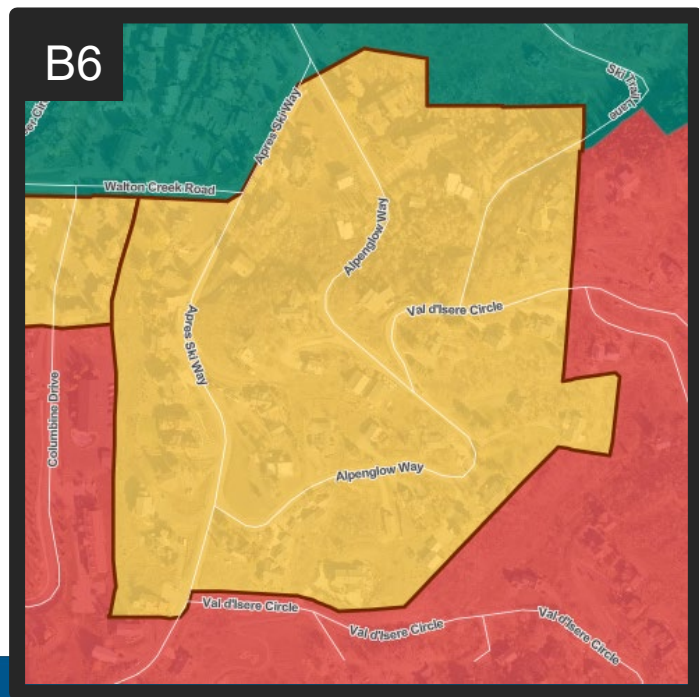 B6
Ski Trail Lane
Apres Ski Way
Walton Creek Road
Alpenglow Way
Val d'Isere Circle
Apres Ski Way
Columbine Drive
Alpenglow Way
Val d'Isere Circle
Val d'Isere Circle
Val d'Isere Circle